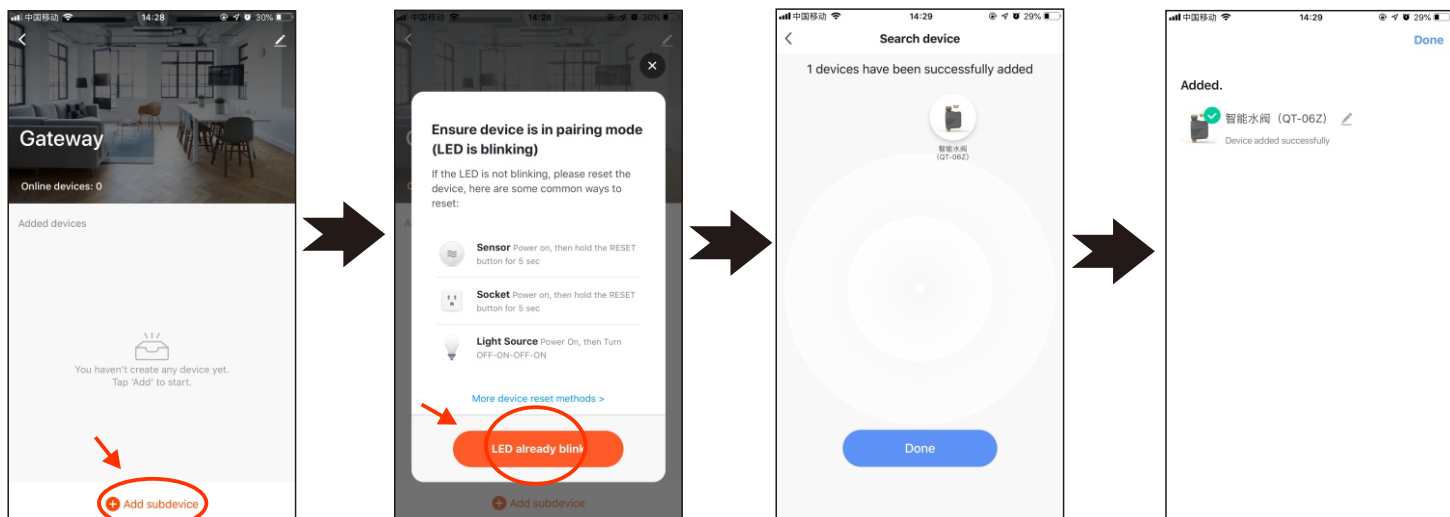 中国移动
14:28
30%
Gateway
Online devices: 0
Added devices
You haven't create any device yet.
Tap 'Add' to start.
Add subdevice
中国移动
14:28
30%
Ensure device is in pairing mode
(LED is blinking)
If the LED is not blinking, please reset the
device, here are some common ways to
reset:
Sensor Power on, then hold the RESET
button for 5 sec
Socket Power on, then hold the RESET
button for 5 sec
Light Source Power On, then Turn
OFF-ON-OFF-ON
More device reset methods >
LED already blink
Add subdevice
中国移动
14:29
29%
Search device
1 devices have been successfully added
智能水阀
(QT-06Z)
Done
中国移动
14:29
29%
Done
Added.
智能水阀（QT-06Z）
Device added successfully